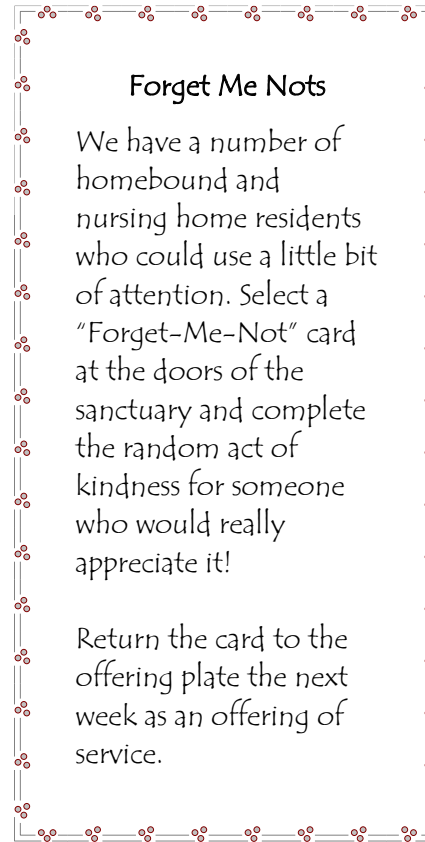 Forget Me Nots
We have a number of
homebound and
nursing home residents
who could use a little bit
of attention. Select a
“Forget-Me-Not” card
at the doors of the
sanctuary and complete
the random act of
kindness for someone
who would really
appreciate it!
Return the card to the
offering plate the next
week as an offering of
service.